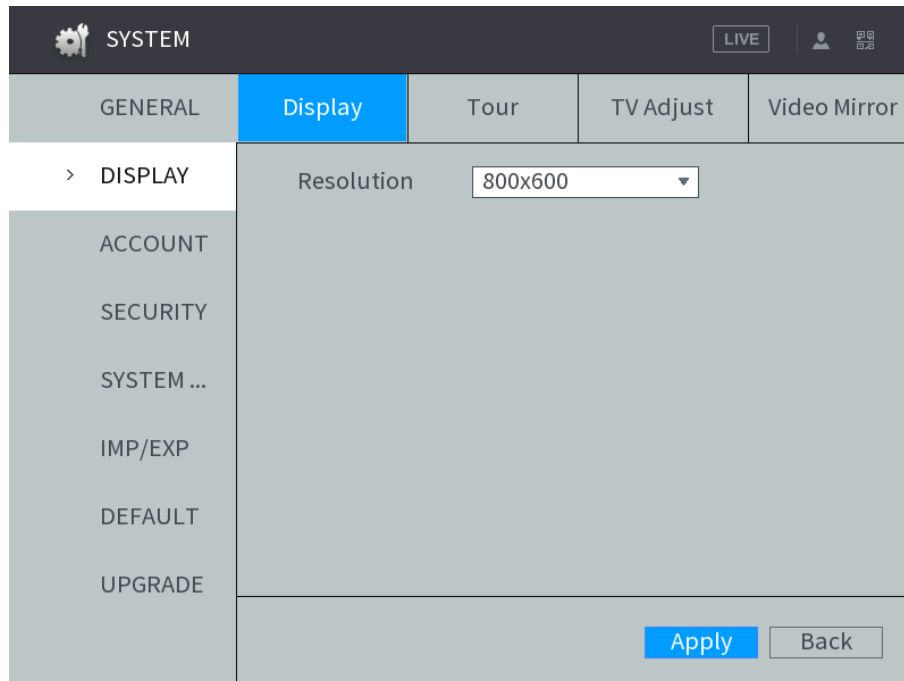 SYSTEM
LIVE
GENERAL
Display
Tour
TV Adjust
Video Mirror
> DISPLAY
Resolution
800x600
ACCOUNT
SECURITY
SYSTEM ...
IMP/EXP
DEFAULT
UPGRADE
Apply
Back